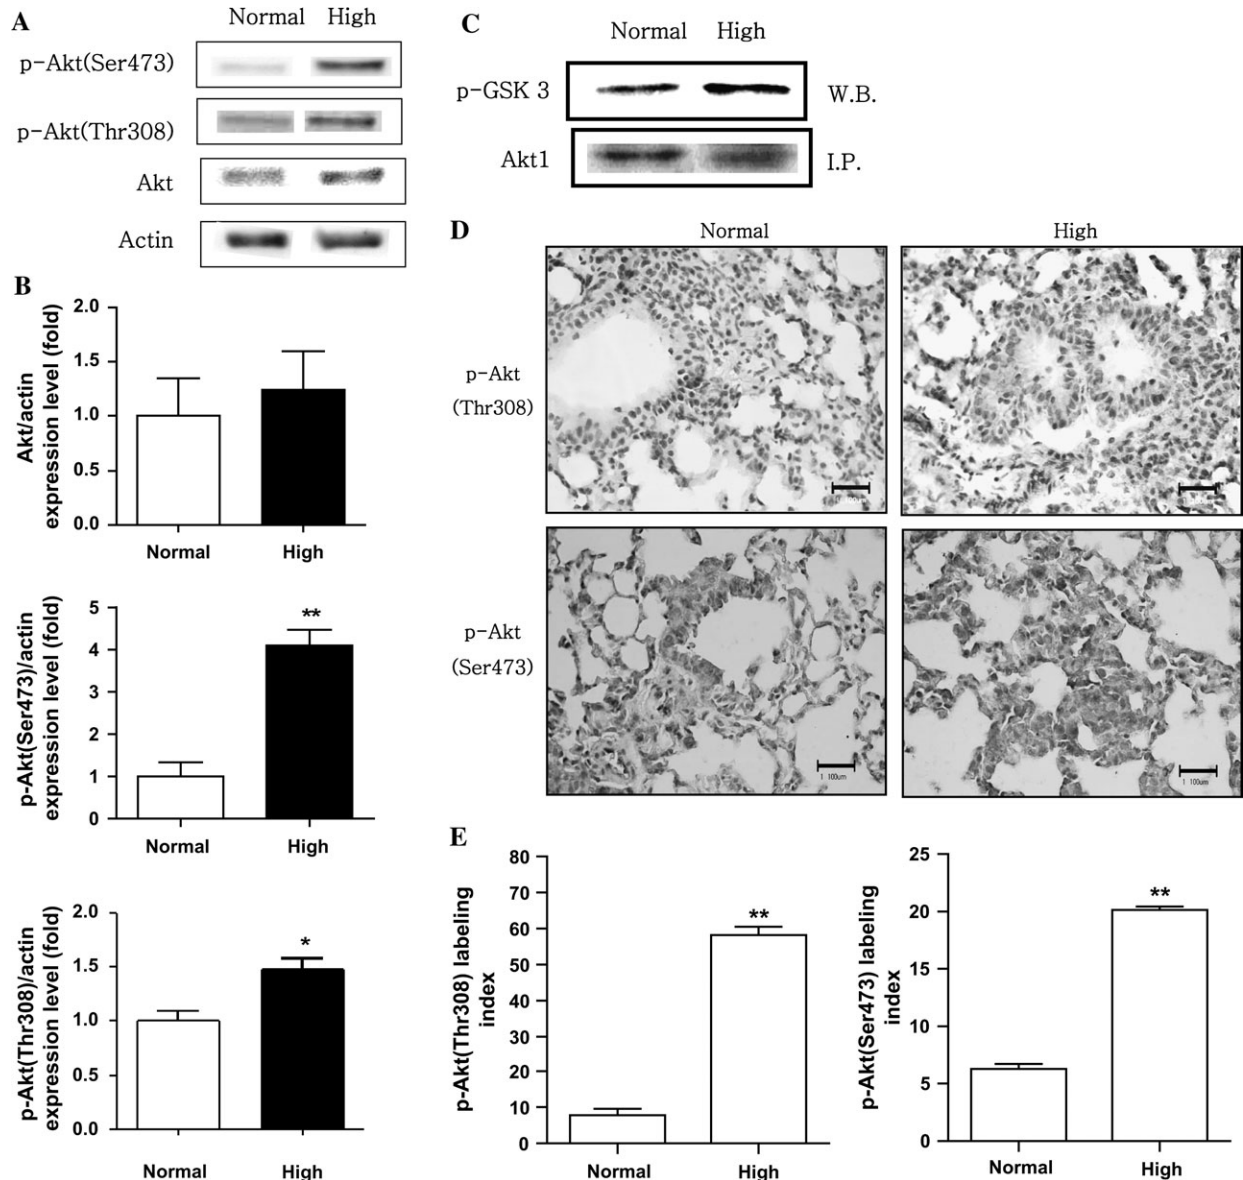 A
Normal High
p-Akt(Ser473)
p-Akt(Thr308)
Akt
Actin
B
2.0
1.5
1.0
0.5
0.0
Akt/actin
expression level (fold)
Normal High
5
4
3
2
1
0
p-Akt(Ser473)/actin
expression level (fold)
**
Normal High
2.0
1.5
1.0
0.5
0.0
p-Akt(Thr308)/actin
expression level (fold)
*
Normal High
C
Normal High
p-GSK 3 W.B.
Akt1 I.P.
D
Normal High
p-Akt
(Thr308)
p-Akt
(Ser473)
1 100um
1 100um
E
80
70
60
50
40
30
20
10
0
p-Akt(Thr308) labeling
index
**
Normal High
25
20
15
10
5
0
p-Akt(Ser473) labeling
index
**
Normal High